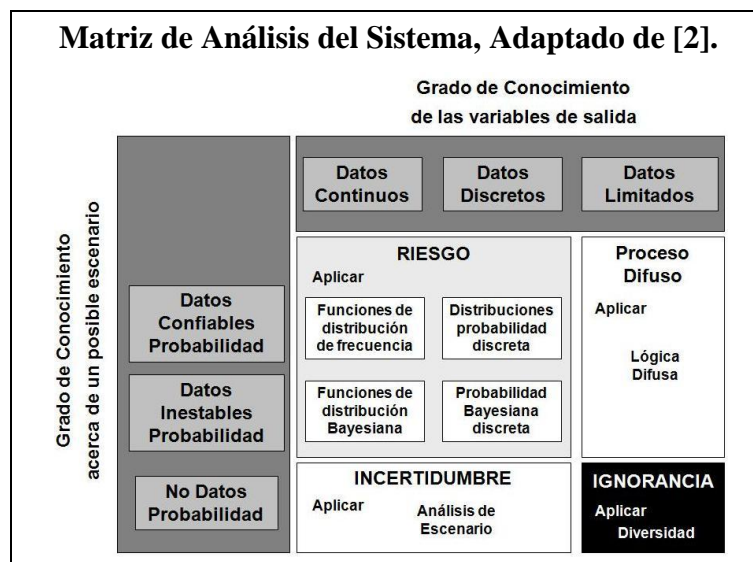 Matriz de Análisis del Sistema, Adaptado de [2].
Grado de Conocimiento
de las variables de salida
Grado de Conocimiento
acerca de un posible escenario
Datos
Continuos
Datos
Discretos
Datos
Limitados
Datos
Confiables
Probabilidad
Datos
Inestables
Probabilidad
No Datos
Probabilidad
RIESGO
Aplicar
Funciones de
distribución
de frecuencia
Distribuciones
probabilidad
discreta
Funciones de
distribución
Bayesiana
Probabilidad
Bayesiana
discreta
Proceso
Difuso
Aplicar
Lógica
Difusa
INCERTIDUMBRE
Aplicar
Análisis de
Escenario
IGNORANCIA
Aplicar
Diversidad